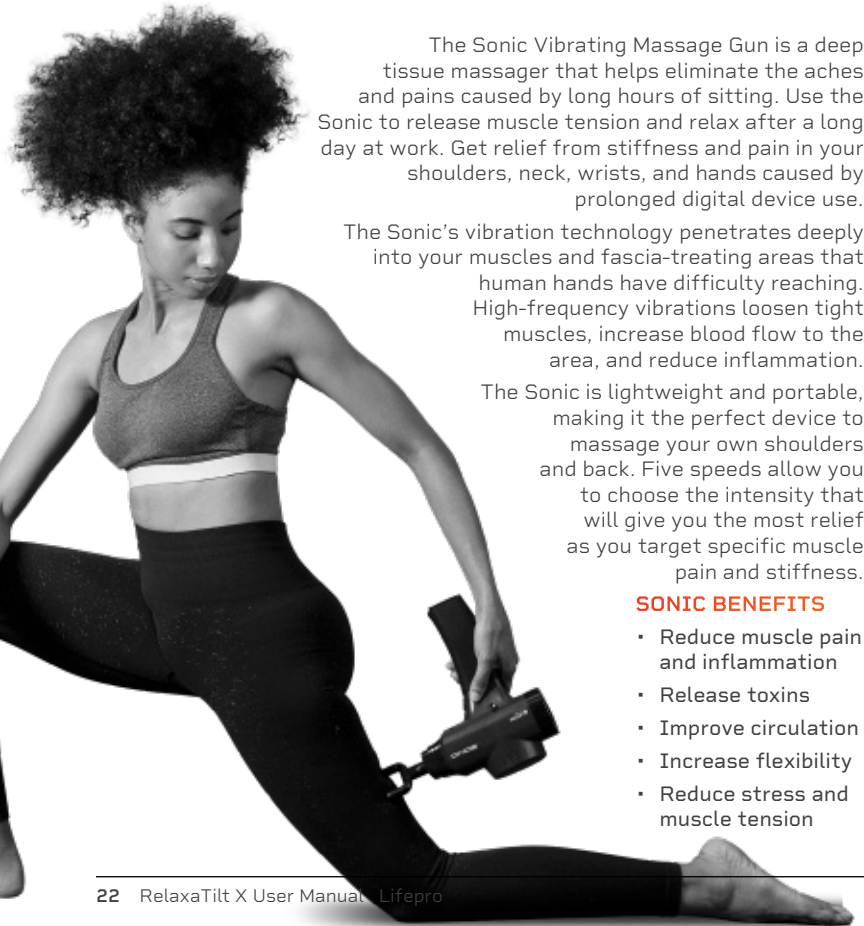 The Sonic Vibrating Massage Gun is a deep
tissue massager that helps eliminate the aches
and pains caused by long hours of sitting. Use the
Sonic to release muscle tension and relax after a long
day at work. Get relief from stiffness and pain in your
shoulders, neck, wrists, and hands caused by
prolonged digital device use.
The Sonic’s vibration technology penetrates deeply
into your muscles and fascia-treating areas that
human hands have difficulty reaching.
High-frequency vibrations loosen tight
muscles, increase blood flow to the
area, and reduce inflammation.
The Sonic is lightweight and portable,
making it the perfect device to
massage your own shoulders
and back. Five speeds allow you
to choose the intensity that
will give you the most relief
as you target specific muscle
pain and stiffness.
SONIC BENEFITS
· Reduce muscle pain
and inflammation
· Release toxins
· Improve circulation
· Increase flexibility
· Reduce stress and
muscle tension
SONIC
22 RelaxaTilt X User Manual Lifepro